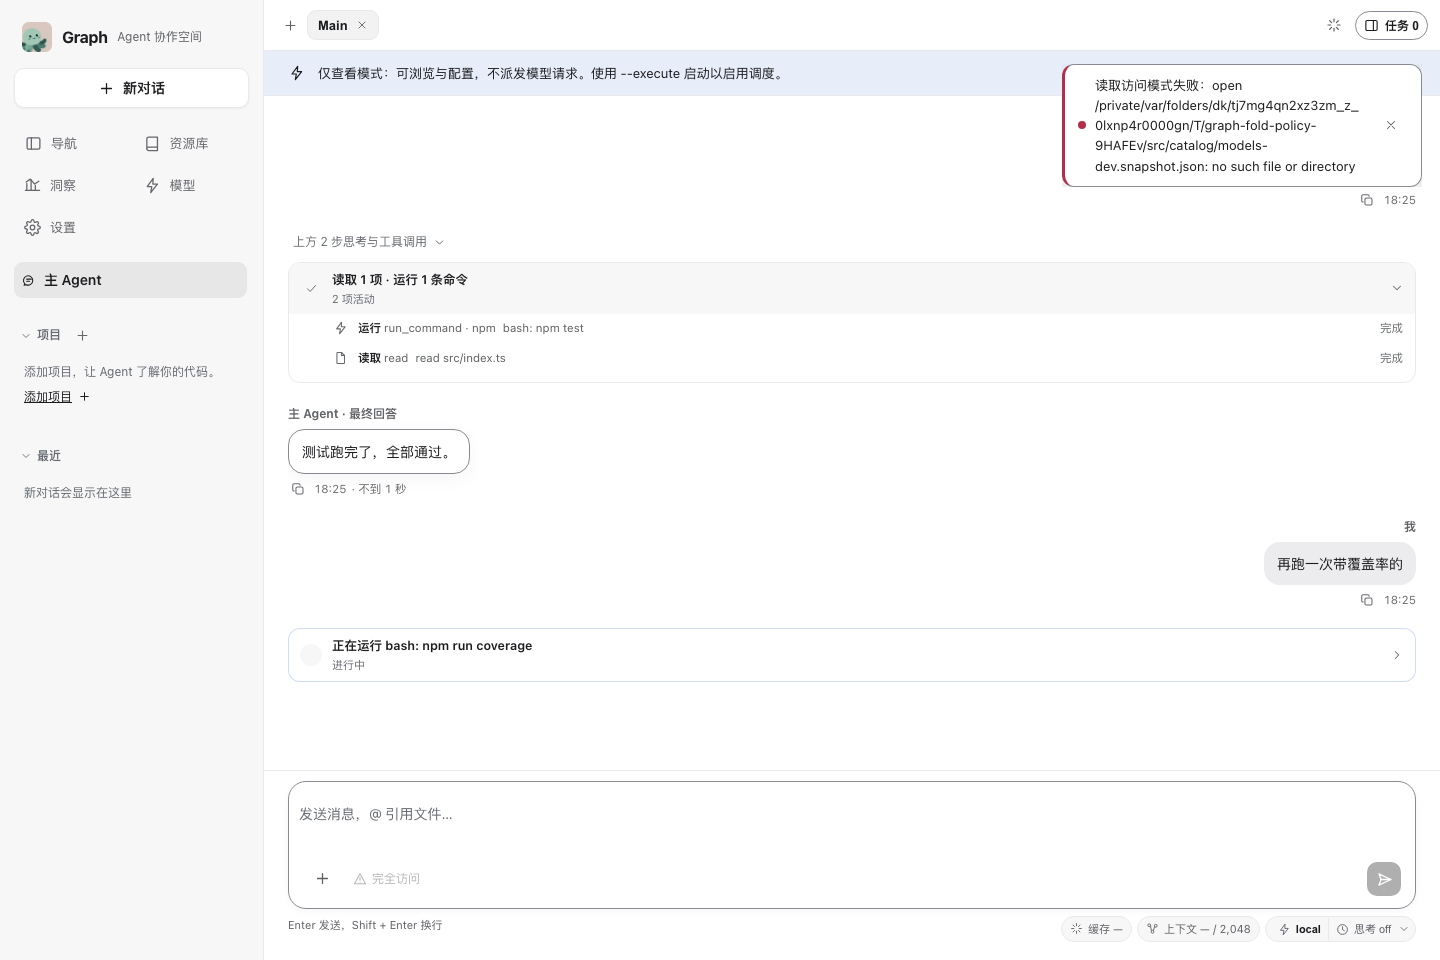 Graph Agent 协作空间
+ 新对话
导航
资源库
洞察
模型
设置
主 Agent
项目 +
添加项目，让 Agent 了解你的代码。
添加项目 +
最近
新对话会显示在这里
+ Main ×
任务 0
仅查看模式：可浏览与配置，不派发模型请求。使用 --execute 启动以启用调度。
读取访问模式失败：open
/private/var/folders/dk/tj7mg4qn2xz3zm_z_
0lxnp4r0000gn/T/graph-fold-policy-
9HAFEv/src/catalog/models-
dev.snapshot.json: no such file or directory
18:25
上方 2 步思考与工具调用
读取 1 项 · 运行 1 条命令
2 项活动
运行 run_command · npm bash: npm test 完成
读取 read read src/index.ts 完成
主 Agent · 最终回答
测试跑完了，全部通过。
18:25 · 不到 1 秒
我
再跑一次带覆盖率的
18:25
正在运行 bash: npm run coverage
进行中
发送消息，@ 引用文件...
+ 完全访问
Enter 发送，Shift + Enter 换行
缓存 —
上下文 — / 2,048
local
思考 off